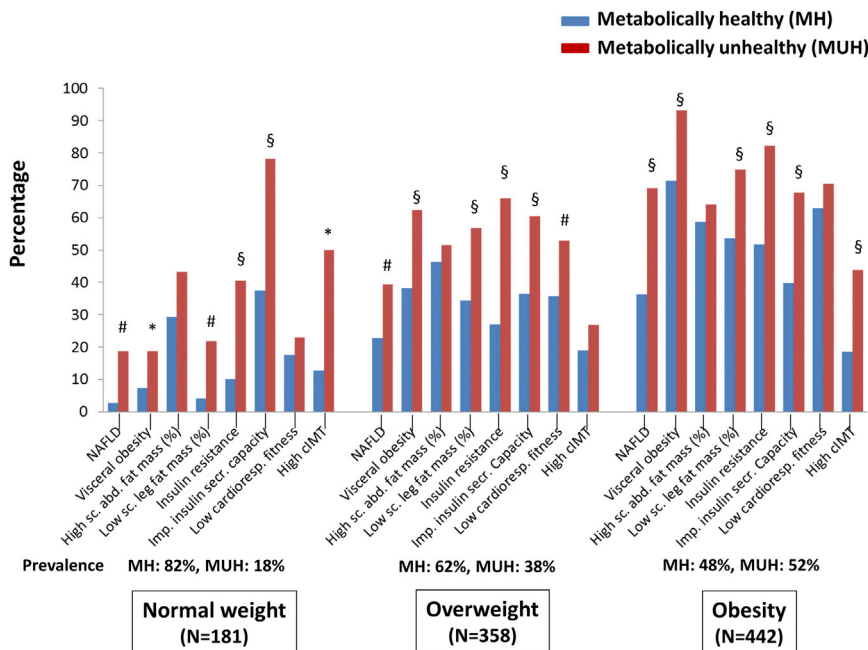 Metabolically healthy (MH)
Metabolically unhealthy (MUH)
Percentage
100
90
80
70
60
50
40
30
20
10
0
# * # § § *
# § § § § #
§ § § § § §
NAFLD
Visceral obesity
High sc. abd. fat mass (%)
Low sc. leg fat mass (%)
Insulin resistance
Imp. insulin secr. capacity
Low cardioresp. fitness
High cIMT
NAFLD
Visceral obesity
High sc. abd. fat mass (%)
Low sc. leg fat mass (%)
Insulin resistance
Imp. insulin secr. Capacity
Low cardioresp. fitness
High cIMT
NAFLD
Visceral obesity
High sc. abd. fat mass (%)
Low sc. leg fat mass (%)
Insulin resistance
Imp. insulin secr. Capacity
Low cardioresp. fitness
High cIMT
Prevalence MH: 82%, MUH: 18% MH: 62%, MUH: 38% MH: 48%, MUH: 52%
Normal weight
(N=181)
Overweight
(N=358)
Obesity
(N=442)